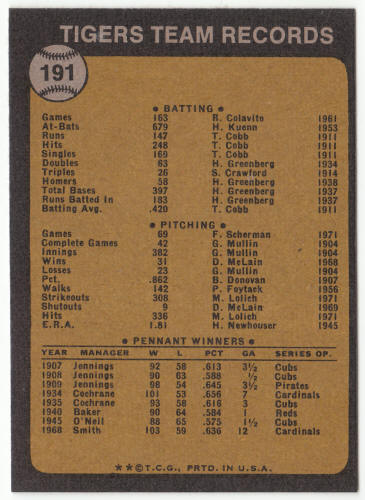 TIGERS TEAM RECORDS
191
● BATTING ●
Games 163 R. Colavito 1961
At-Bats 679 H. Kuenn 1953
Runs 147 T. Cobb 1911
Hits 248 T. Cobb 1911
Singles 169 T. Cobb 1911
Doubles 63 H. Greenberg 1934
Triples 26 S. Crawford 1914
Homers 58 H. Greenberg 1938
Total Bases 397 H. Greenberg 1937
Runs Batted In 183 H. Greenberg 1937
Batting Avg. .420 T. Cobb 1911
● PITCHING ●
Games 69 F. Scherman 1971
Complete Games 42 G. Mullin 1904
Innings 382 G. Mullin 1904
Wins 31 D. McLain 1968
Losses 23 G. Mullin 1904
Pct. .862 B. Donovan 1907
Walks 142 P. Foytack 1956
Strikeouts 308 M. Lolich 1971
Shutouts 9 D. McLain 1969
Hits 336 M. Lolich 1971
E.R.A. 1.81 H. Newhouser 1945
● PENNANT WINNERS ●
YEAR MANAGER W L PCT GA SERIES OP.
1907 Jennings 92 58 .613 1½ Cubs
1908 Jennings 90 63 .588 ½ Cubs
1909 Jennings 98 54 .645 3½ Pirates
1934 Cochrane 101 53 .656 7 Cardinals
1935 Cochrane 93 58 .616 3 Cubs
1940 Baker 90 64 .584 1 Reds
1945 O'Neil 88 65 .575 1½ Cubs
1968 Smith 103 59 .636 12 Cardinals
★★©T.C.G., PRTD. IN U.S.A.